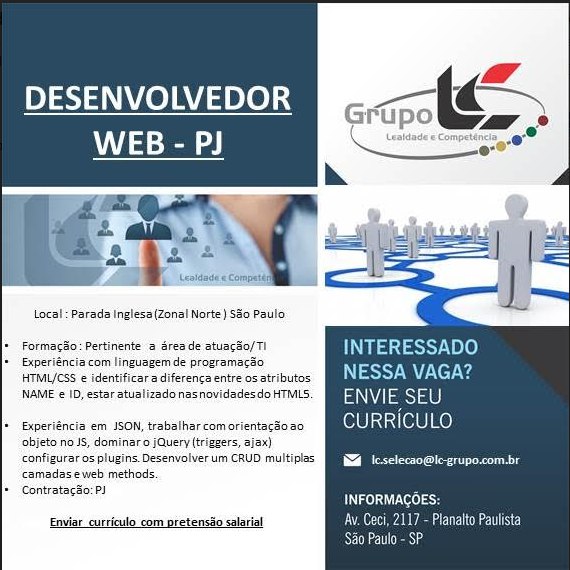 DESENVOLVEDOR
WEB - PJ
Grupo LC
Lealdade e Competência
Lealdade e Competênc
Local : Parada Inglesa (Zonal Norte ) São Paulo
• Formação : Pertinente a área de atuação/ TI
• Experiência com linguagem de programação
HTML/CSS e identificar a diferença entre os atributos
NAME e ID, estar atualizado nas novidades do HTML5.
• Experiência em JSON, trabalhar com orientação ao
objeto no JS, dominar o jQuery (triggers, ajax)
configurar os plugins. Desenvolver um CRUD multiplas
camadas e web methods.
• Contratação: PJ
Enviar currículo com pretensão salarial
INTERESSADO
NESSA VAGA?
ENVIE SEU
CURRÍCULO
lc.selecao@lc-grupo.com.br
INFORMAÇÕES:
Av. Ceci, 2117 - Planalto Paulista
São Paulo - SP